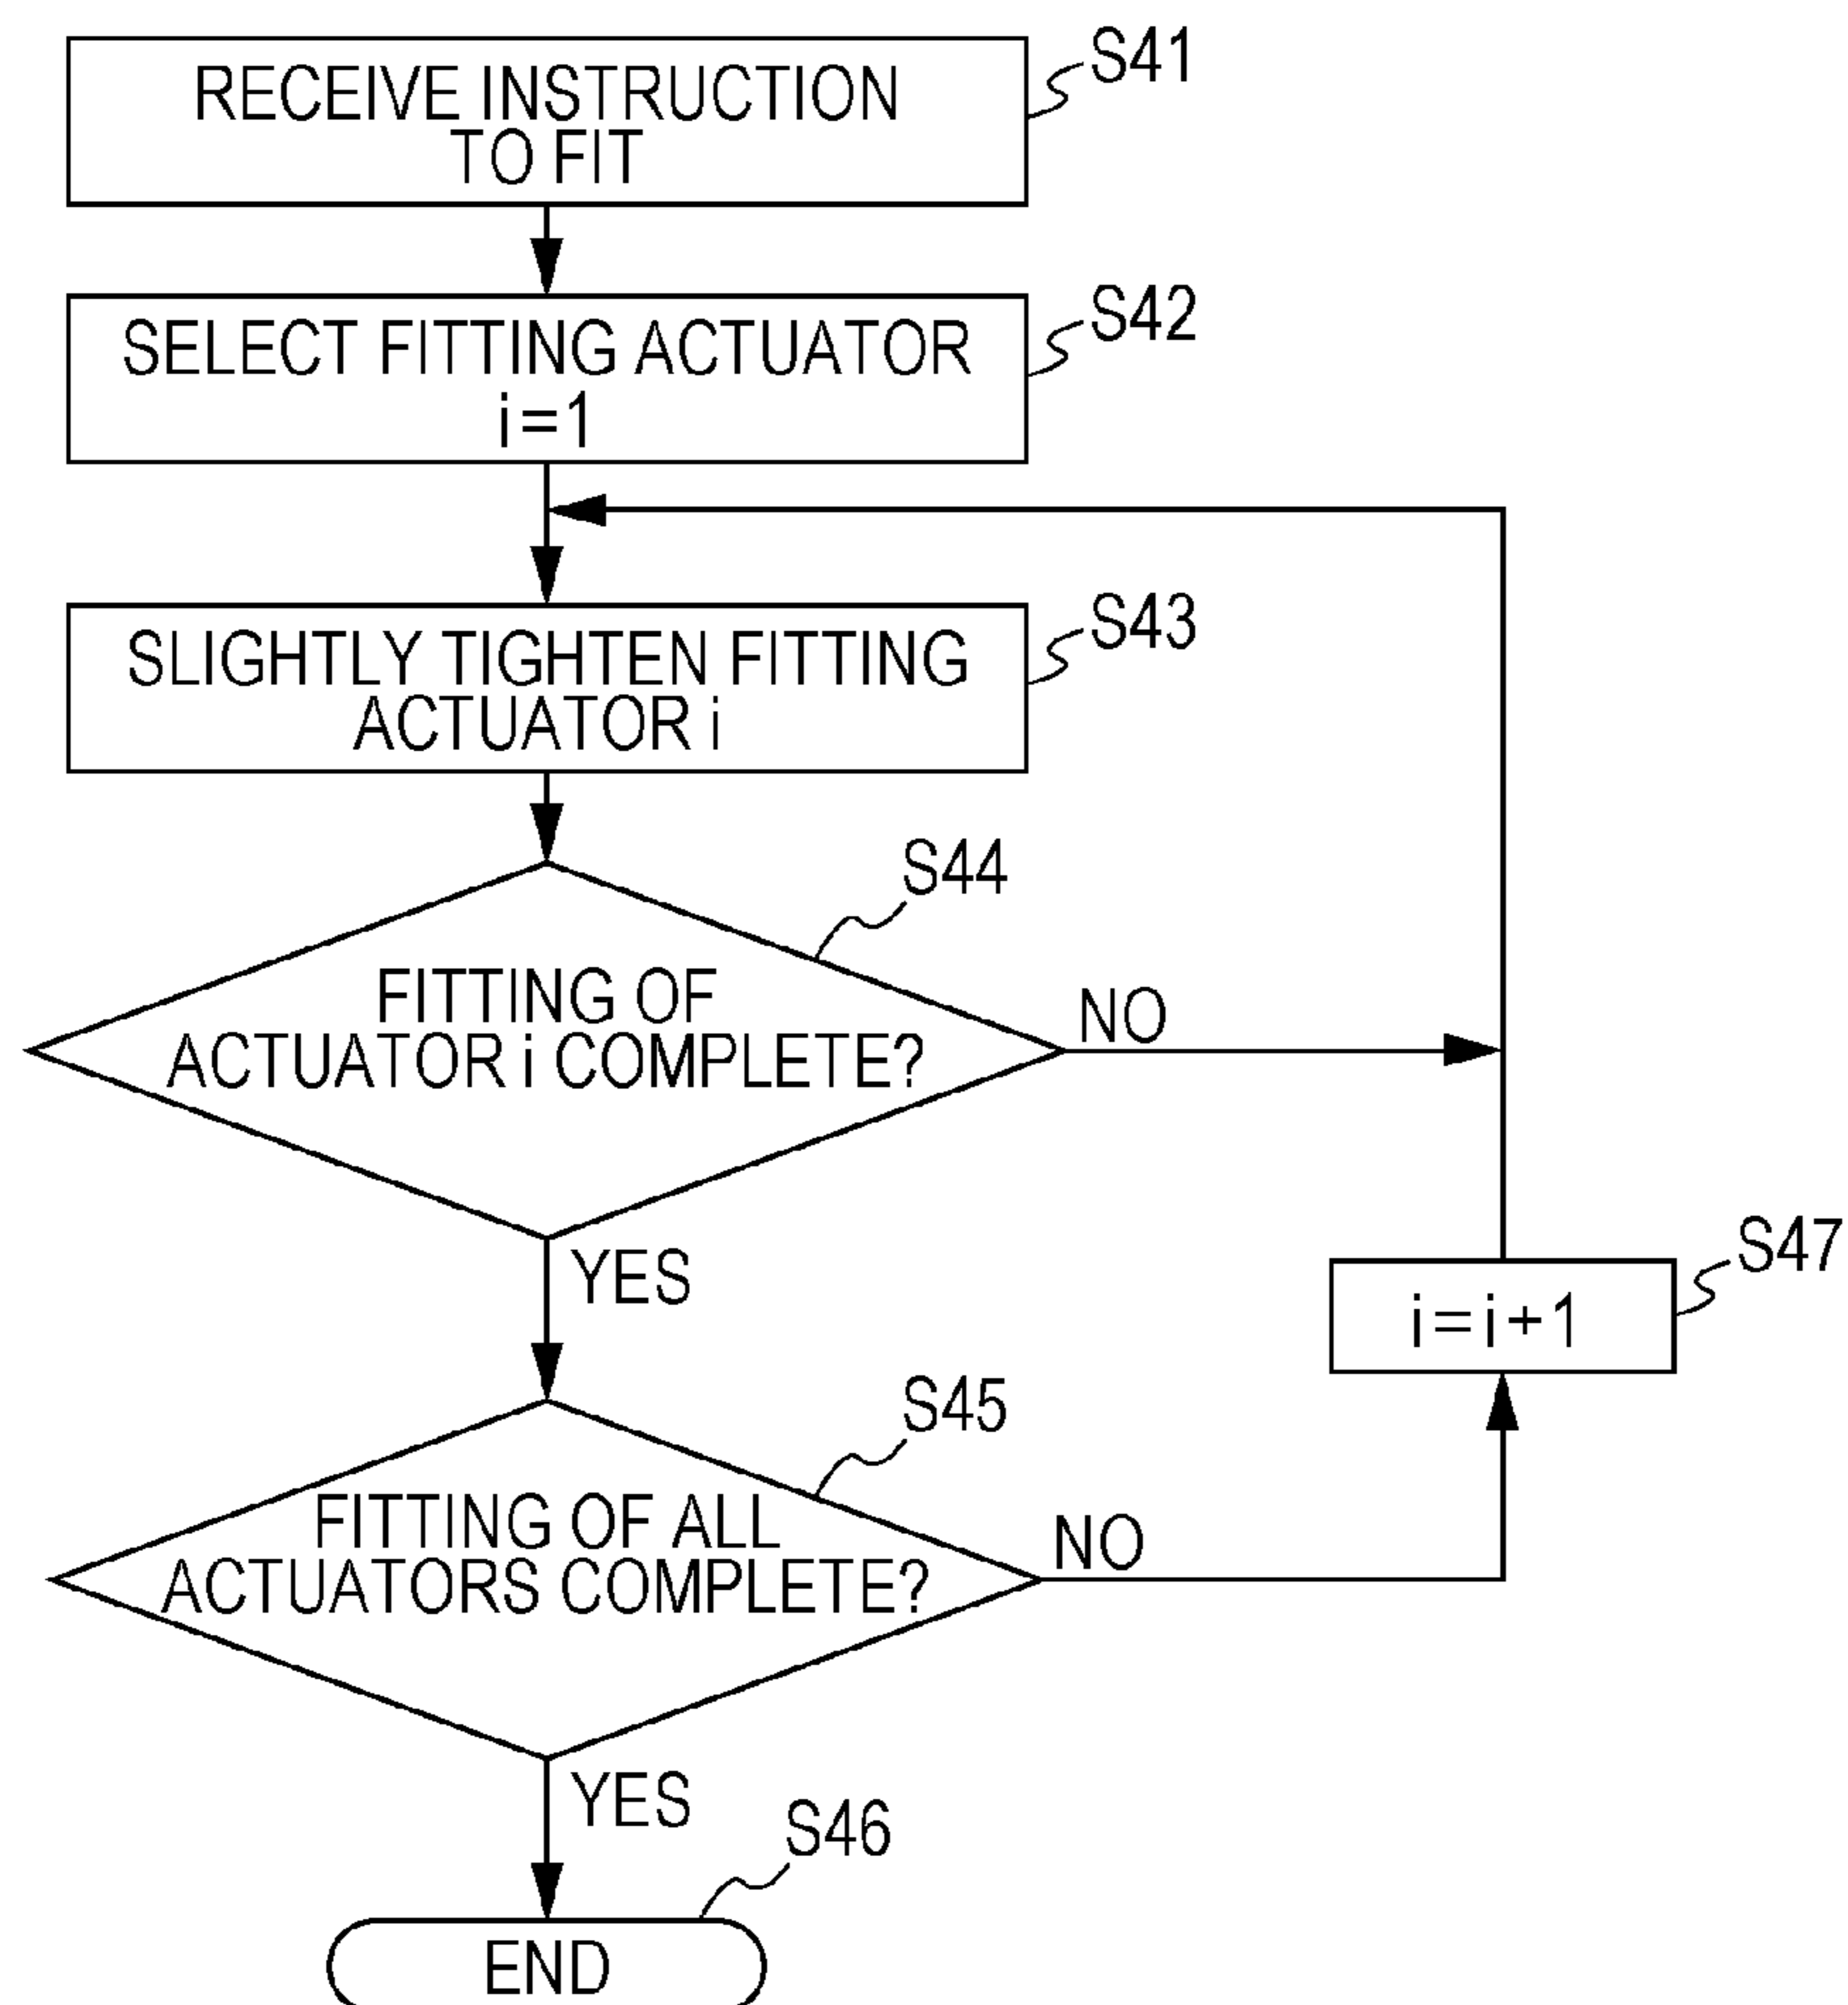 RECEIVE INSTRUCTION
TO FIT
S41
SELECT FITTING ACTUATOR
i=1
S42
SLIGHTLY TIGHTEN FITTING
ACTUATOR i
S43
FITTING OF
ACTUATOR i COMPLETE?
S44
NO
YES
i=i+1
S47
FITTING OF ALL
ACTUATORS COMPLETE?
S45
NO
YES
END
S46